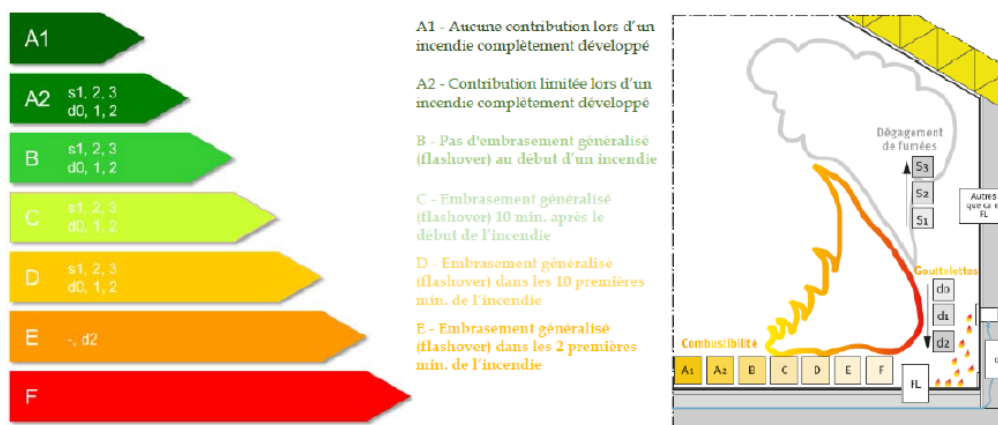 A1
A2
s1, 2, 3
d0, 1, 2
B
s1, 2, 3
d0, 1, 2
C
s1, 2, 3
d0, 1, 2
D
s1, 2, 3
d0, 1, 2
E
-, d2
F
A1 - Aucune contribution lors d'un
incendie complètement développé
A2 - Contribution limitée lors d'un
incendie complètement développé
B - Pas d'embrasement généralisé
(flashover) au début d'un incendie
C - Embrasement généralisé
(flashover) 10 min. après le
début de l'incendie
D - Embrasement généralisé
(flashover) dans les 10 premières
min. de l'incendie
E - Embrasement généralisé
(flashover) dans les 2 premières
min. de l'incendie
Dégagement
de fumées
S3
S2
S1
Autres
que ca
FL
Gouttelettes
d0
d1
d2
Combustibilité
A1 A2 B C D E F
FL